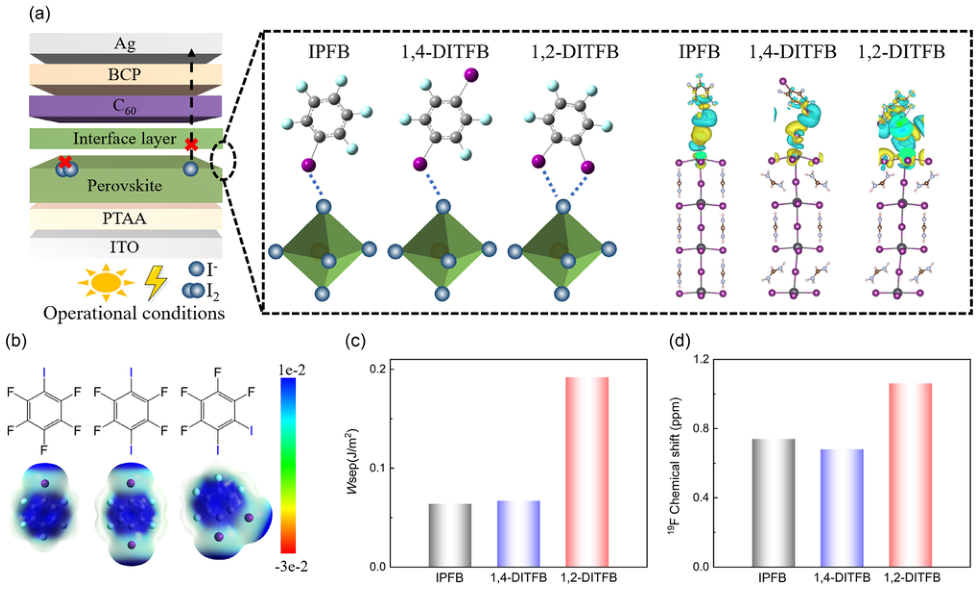 (a)
Ag
BCP
C₆₀
Interface layer
Perovskite
PTAA
ITO
I⁻
I₂
Operational conditions
IPFB 1,4-DITFB 1,2-DITFB
IPFB 1,4-DITFB 1,2-DITFB
(b)
I I F
F F F F F F
F F F F F I
F I I
1e-2
-3e-2
(c)
Wsep(J/m²)
0.2
0.1
0.0
IPFB 1,4-DITFB 1,2-DITFB
(d)
¹⁹F Chemical shift (ppm)
1.2
0.8
0.4
0.0
IPFB 1,4-DITFB 1,2-DITFB